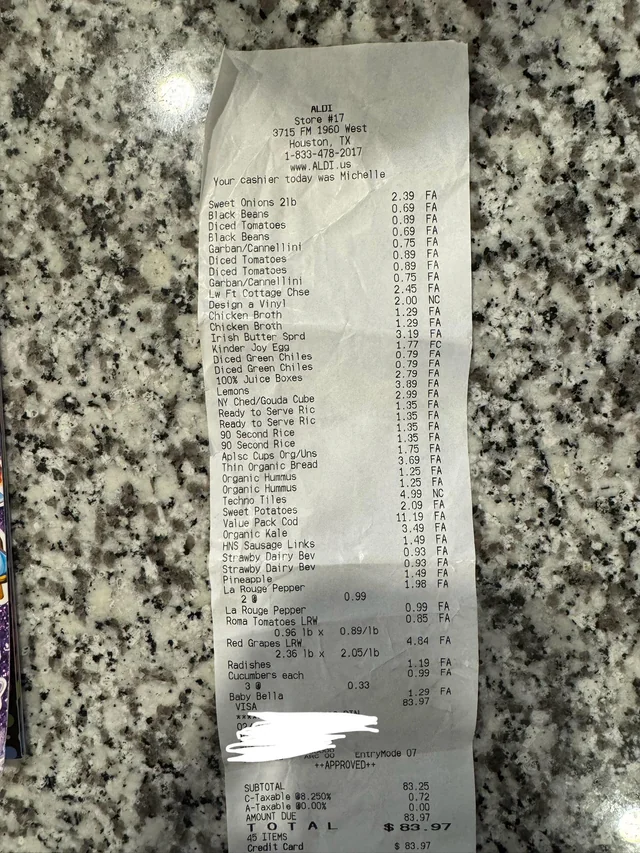 ALDI
Store #17
3715 FM 1960 West
Houston, TX
1-833-478-2017
www.ALDI.us
Your cashier today was Michelle
Sweet Onions 2lb 2.39 FA
Black Beans 0.69 FA
Diced Tomatoes 0.89 FA
Black Beans 0.69 FA
Garban/Cannellini 0.75 FA
Diced Tomatoes 0.89 FA
Diced Tomatoes 0.89 FA
Garban/Cannellini 0.75 FA
Lw Ft Cottage Chse 2.45 FA
Design a Vinyl 2.00 NC
Chicken Broth 1.29 FA
Chicken Broth 1.29 FA
Irish Butter Sprd 3.19 FA
Kinder Joy Egg 1.77 FC
Diced Green Chiles 0.79 FA
Diced Green Chiles 0.79 FA
100% Juice Boxes 2.79 FA
Lemons 3.89 FA
NY Ched/Gouda Cube 2.99 FA
Ready to Serve Ric 1.35 FA
Ready to Serve Ric 1.35 FA
90 Second Rice 1.35 FA
90 Second Rice 1.35 FA
Aplsc Cups Org/Uns 1.75 FA
Thin Organic Bread 3.69 FA
Organic Hummus 1.25 FA
Organic Hummus 1.25 FA
Techno Tiles 4.99 NC
Sweet Potatoes 2.09 FA
Value Pack Cod 11.19 FA
Organic Kale 3.49 FA
HNS Sausage Links 1.49 FA
Strawby Dairy Bev 0.93 FA
Strawby Dairy Bev 0.93 FA
Pineapple 1.49 FA
La Rouge Pepper 1.98 FA
2 @ 0.99
La Rouge Pepper 0.99 FA
Roma Tomatoes LRW 0.85 FA
0.96 lb x 0.89/lb
Red Grapes LRW 4.84 FA
2.36 lb x 2.05/lb
Radishes 1.19 FA
Cucumbers each 0.99 FA
3 @ 0.33
Baby Bella 1.29 FA
VISA 83.97
EntryMode 07
++APPROVED++
SUBTOTAL 83.25
C-Taxable @8.250% 0.72
A-Taxable @0.00% 0.00
AMOUNT DUE 83.97
TOTAL $83.97
45 ITEMS
Credit Card $ 83.97